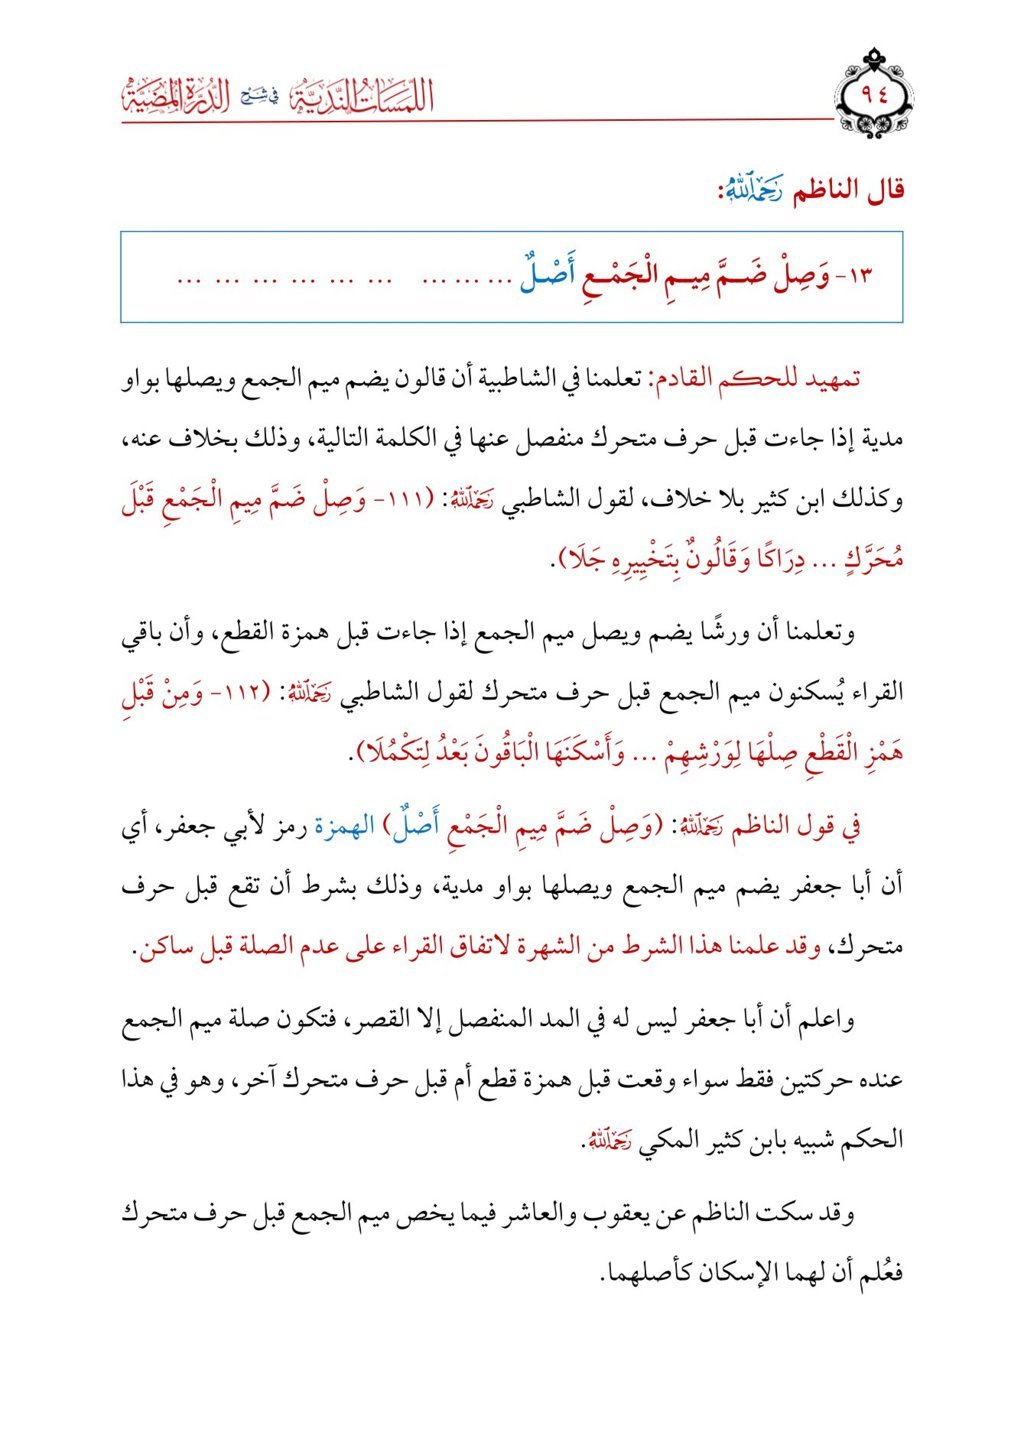 ٩٤
اللمسات الندية في شرح الدرة المضية
قال الناظم رَحِمَهُ ٱللَّهُ:
١٣- وَصِلْ ضَـــمَّ مِيـــمِ الْجَمْـــعِ أَصْـلٌ ... ... ... ... ... ... ... ... ...
تمهيد للحكم القادم: تعلمنا في الشاطبية أن قالون يضم ميم الجمع ويصلها بواو
مدية إذا جاءت قبل حرف متحرك منفصل عنها في الكلمة التالية، وذلك بخلاف عنه،
وكذلك ابن كثير بلا خلاف، لقول الشاطبي رَحِمَهُ ٱللَّهُ: (١١١- وَصِلْ ضَمَّ مِيمِ الْجَمْعِ قَبْلَ
مُحَرَّكٍ ... دِرَاكًا وَقَالُونٌ بِتَخْيِيرِهِ جَلَا).
وتعلمنا أن ورشًا يضم ويصل ميم الجمع إذا جاءت قبل همزة القطع، وأن باقي
القراء يُسكنون ميم الجمع قبل حرف متحرك لقول الشاطبي رَحِمَهُ ٱللَّهُ: (١١٢- وَمِنْ قَبْلِ
هَمْزِ الْقَطْعِ صِلْهَا لِوَرْشِهِمْ ... وَأَسْكَنَهَا الْبَاقُونَ بَعْدُ لِتَكْمُلَا).
في قول الناظم رَحِمَهُ ٱللَّهُ: (وَصِلْ ضَمَّ مِيمِ الْجَمْعِ أَصْلٌ) الهمزة رمز لأبي جعفر، أي
أن أبا جعفر يضم ميم الجمع ويصلها بواو مدية، وذلك بشرط أن تقع قبل حرف
متحرك، وقد علمنا هذا الشرط من الشهرة لاتفاق القراء على عدم الصلة قبل ساكن.
واعلم أن أبا جعفر ليس له في المد المنفصل إلا القصر، فتكون صلة ميم الجمع
عنده حركتين فقط سواء وقعت قبل همزة قطع أم قبل حرف متحرك آخر، وهو في هذا
الحكم شبيه بابن كثير المكي رَحِمَهُ ٱللَّهُ.
وقد سكت الناظم عن يعقوب والعاشر فيما يخص ميم الجمع قبل حرف متحرك
فعُلم أن لهما الإسكان كأصلهما.